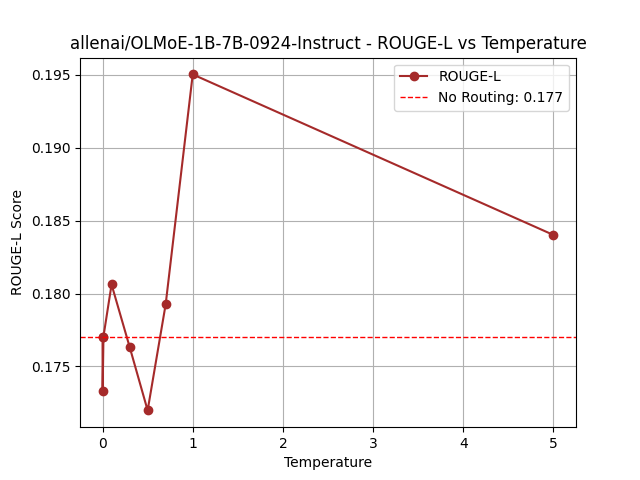 allenai/OLMoE-1B-7B-0924-Instruct - ROUGE-L vs Temperature
ROUGE-L
No Routing: 0.177
ROUGE-L Score
0.195
0.190
0.185
0.180
0.175
0
1
2
3
4
5
Temperature